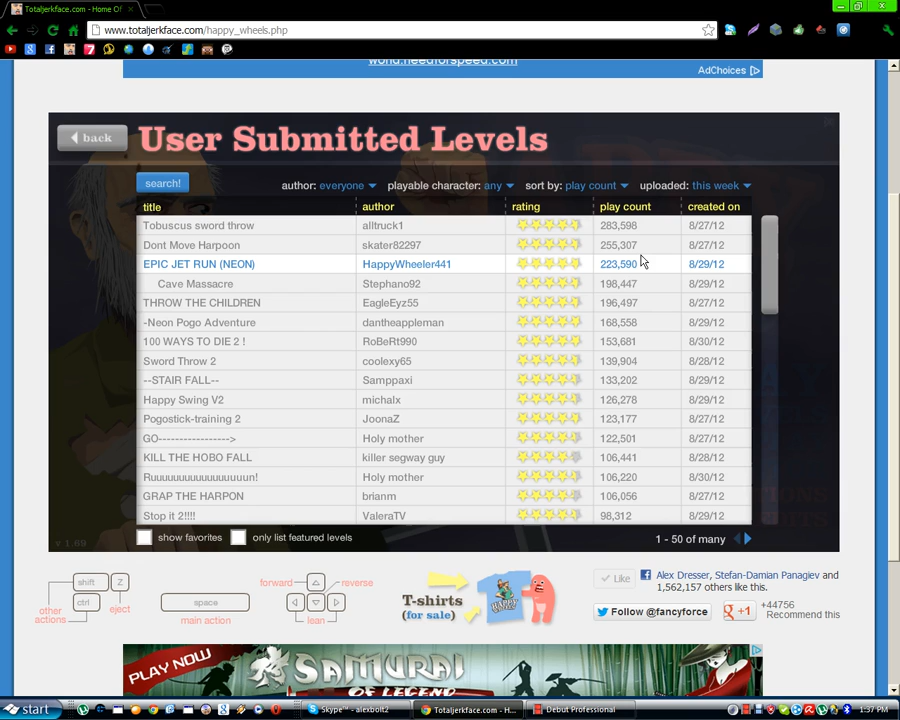 Totaljerkface.com - Home Of
www.totaljerkface.com/happy_wheels.php
world.needforspeed.com
AdChoices
back
User Submitted Levels
search!
author: everyone playable character: any sort by: play count uploaded: this week
title author rating play count created on
Tobuscus sword throw alltruck1 283,598 8/27/12
Dont Move Harpoon skater82297 255,307 8/27/12
EPIC JET RUN (NEON) HappyWheeler441 223,590 8/29/12
Cave Massacre Stephano92 198,447 8/29/12
THROW THE CHILDREN EagleEyz55 196,497 8/27/12
-Neon Pogo Adventure dantheappleman 168,558 8/29/12
100 WAYS TO DIE 2 ! RoBeRt990 153,681 8/30/12
Sword Throw 2 coolexy65 139,904 8/28/12
--STAIR FALL-- Samppaxi 133,202 8/29/12
Happy Swing V2 michalx 126,278 8/29/12
Pogostick-training 2 JoonaZ 123,177 8/27/12
GO-----------------> Holy mother 122,501 8/27/12
KILL THE HOBO FALL killer segway guy 106,441 8/28/12
Ruuuuuuuuuuuuuuun! Holy mother 106,220 8/30/12
GRAP THE HARPON brianm 106,056 8/27/12
Stop it 2!!!! ValeraTV 98,312 8/29/12
show favorites only list featured levels 1 - 50 of many
v 1.69
shift Z
ctrl
other actions
eject
space
main action
forward reverse
lean
T-shirts
(for sale)
Like
Alex Dresser, Stefan-Damian Panagiev and
1,562,157 others like this.
Follow @fancyforce
+1
+44756
Recommend this
PLAY NOW
SAMURAI
OF LEGEND
start
Skype™ - alexbolt2
Totaljerkface.com - H...
Debut Professional
1:37 PM